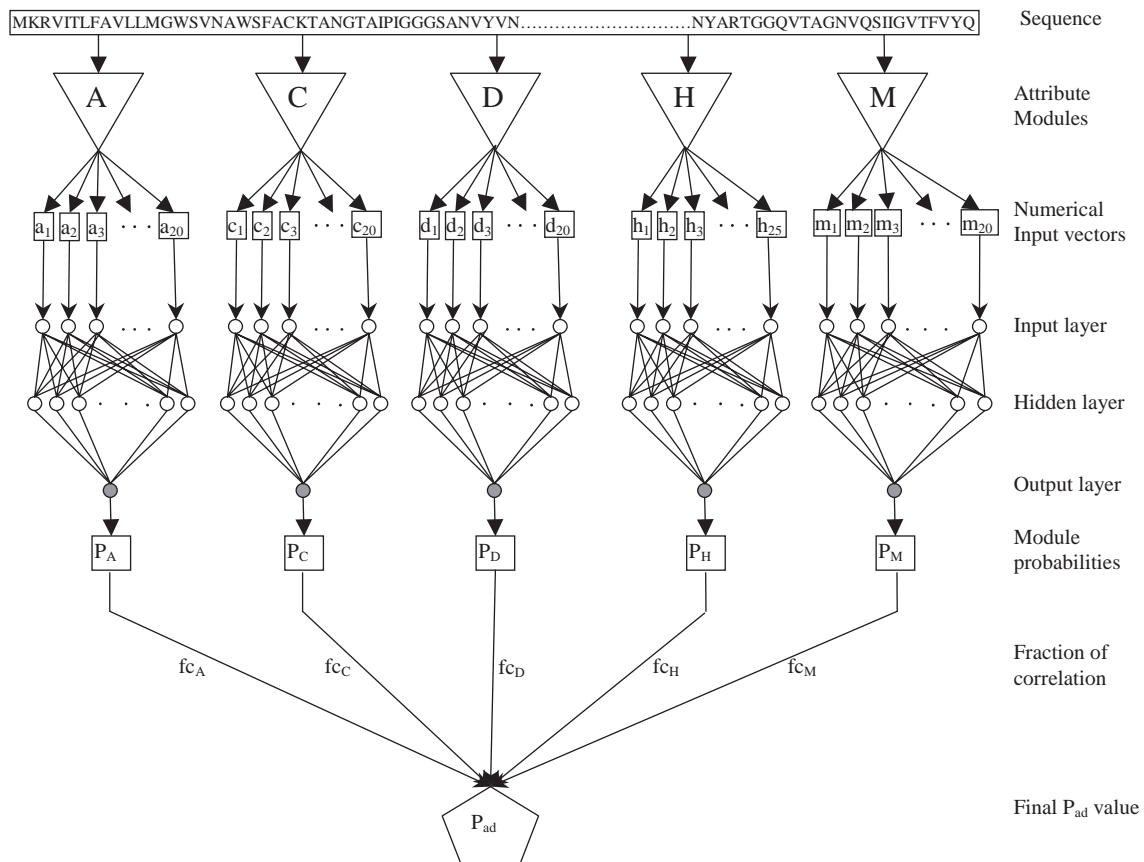 MKRVITLFAVLLMGWSVNAWSFACKTANGTAIPIGGGSANVYVN.................................NYARTGGQVTAGNVQSIIGVTFVYQ Sequence
A C D H M Attribute Modules
a1 a2 a3 ... a20 c1 c2 c3 ... c20 d1 d2 d3 ... d20 h1 h2 h3 ... h25 m1 m2 m3 ... m20 Numerical Input vectors
Input layer
Hidden layer
Output layer
PA PC PD PH PM Module probabilities
fcA fcC fcD fcH fcM Fraction of correlation
Pad Final Pad value